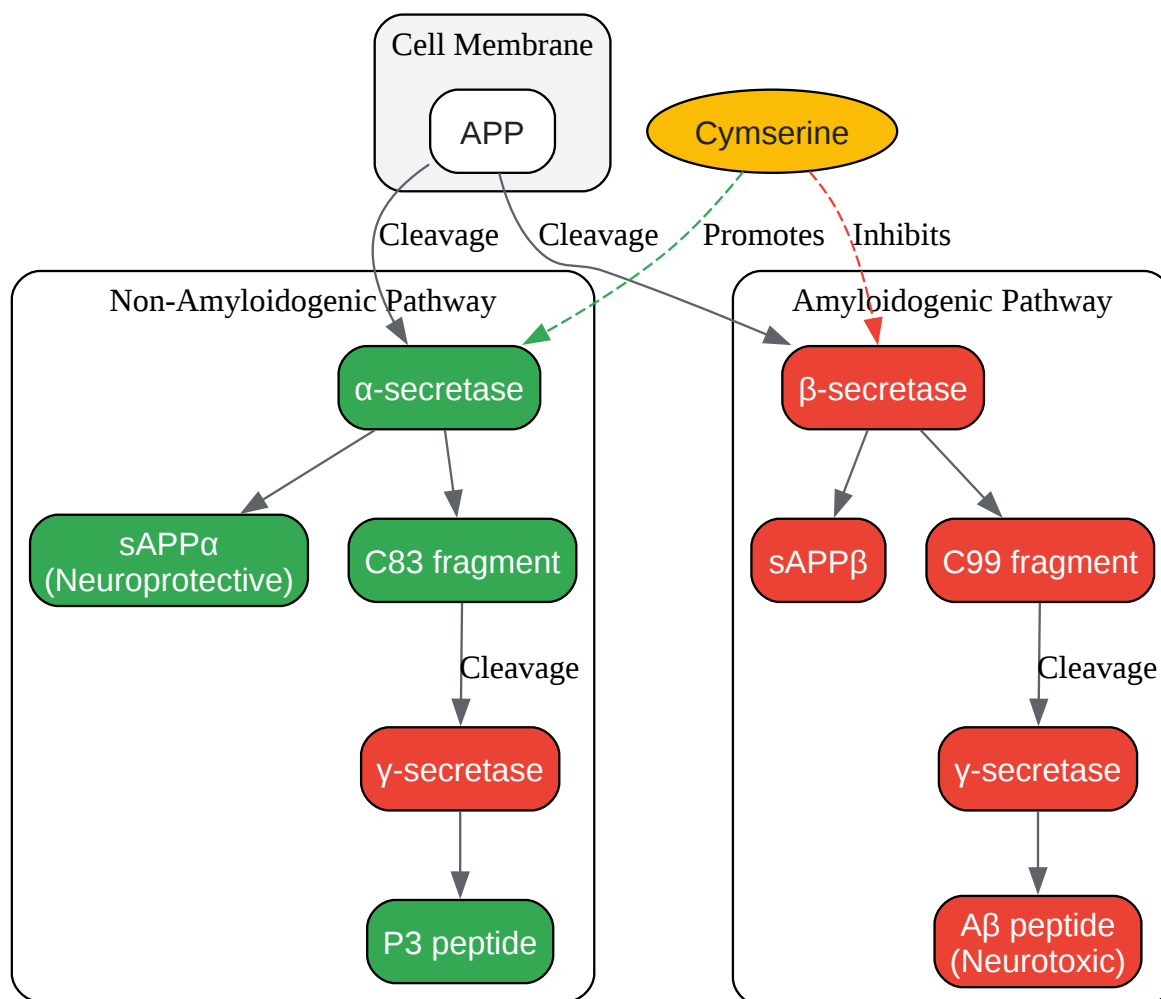 Cell Membrane
APP
Cymserine
Cleavage
Cleavage
Promotes
Inhibits
Non-Amyloidogenic Pathway
Amyloidogenic Pathway
α-secretase
β-secretase
sAPPα
(Neuroprotective)
C83 fragment
sAPPβ
C99 fragment
Cleavage
Cleavage
γ-secretase
γ-secretase
P3 peptide
Aβ peptide
(Neurotoxic)